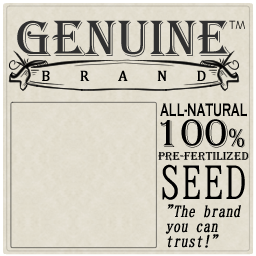 GENUINE™
BRAND
ALL-NATURAL
100%
PRE-FERTILIZED
SEED
"The brand
you can
trust!"